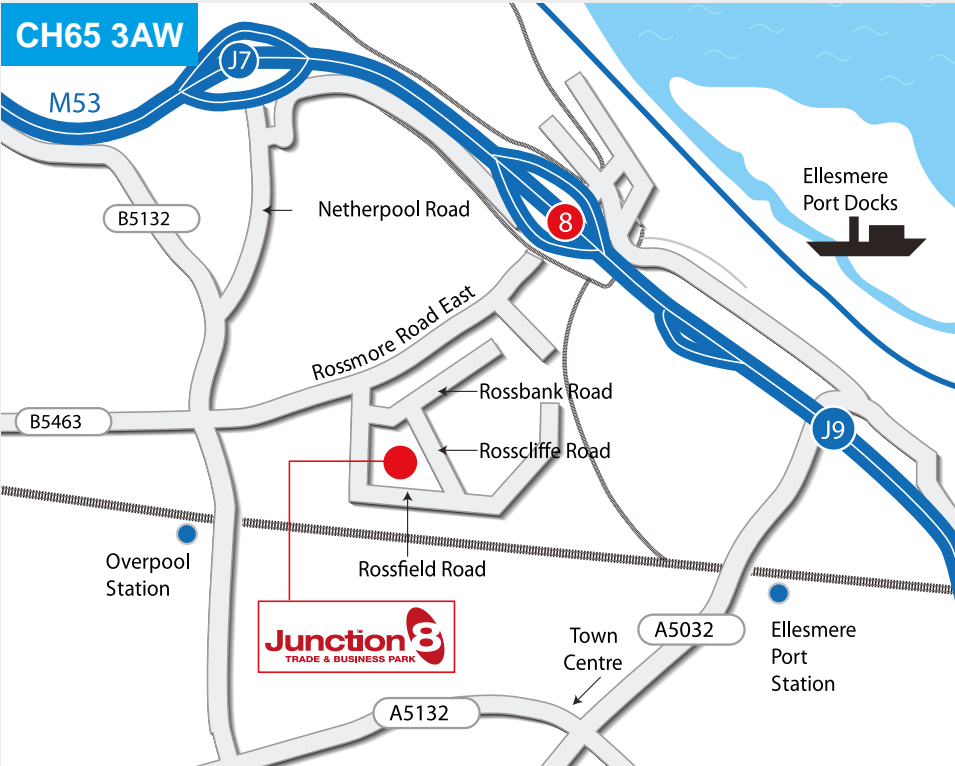 CH65 3AW
J7
M53
Ellesmere
Port Docks
B5132
Netherpool Road
8
Rossmore Road East
Rossbank Road
B5463
J9
Rosscliffe Road
Overpool
Station
Rossfield Road
Junction 8
TRADE & BUSINESS PARK
Town
Centre
A5032
Ellesmere
Port
Station
A5132